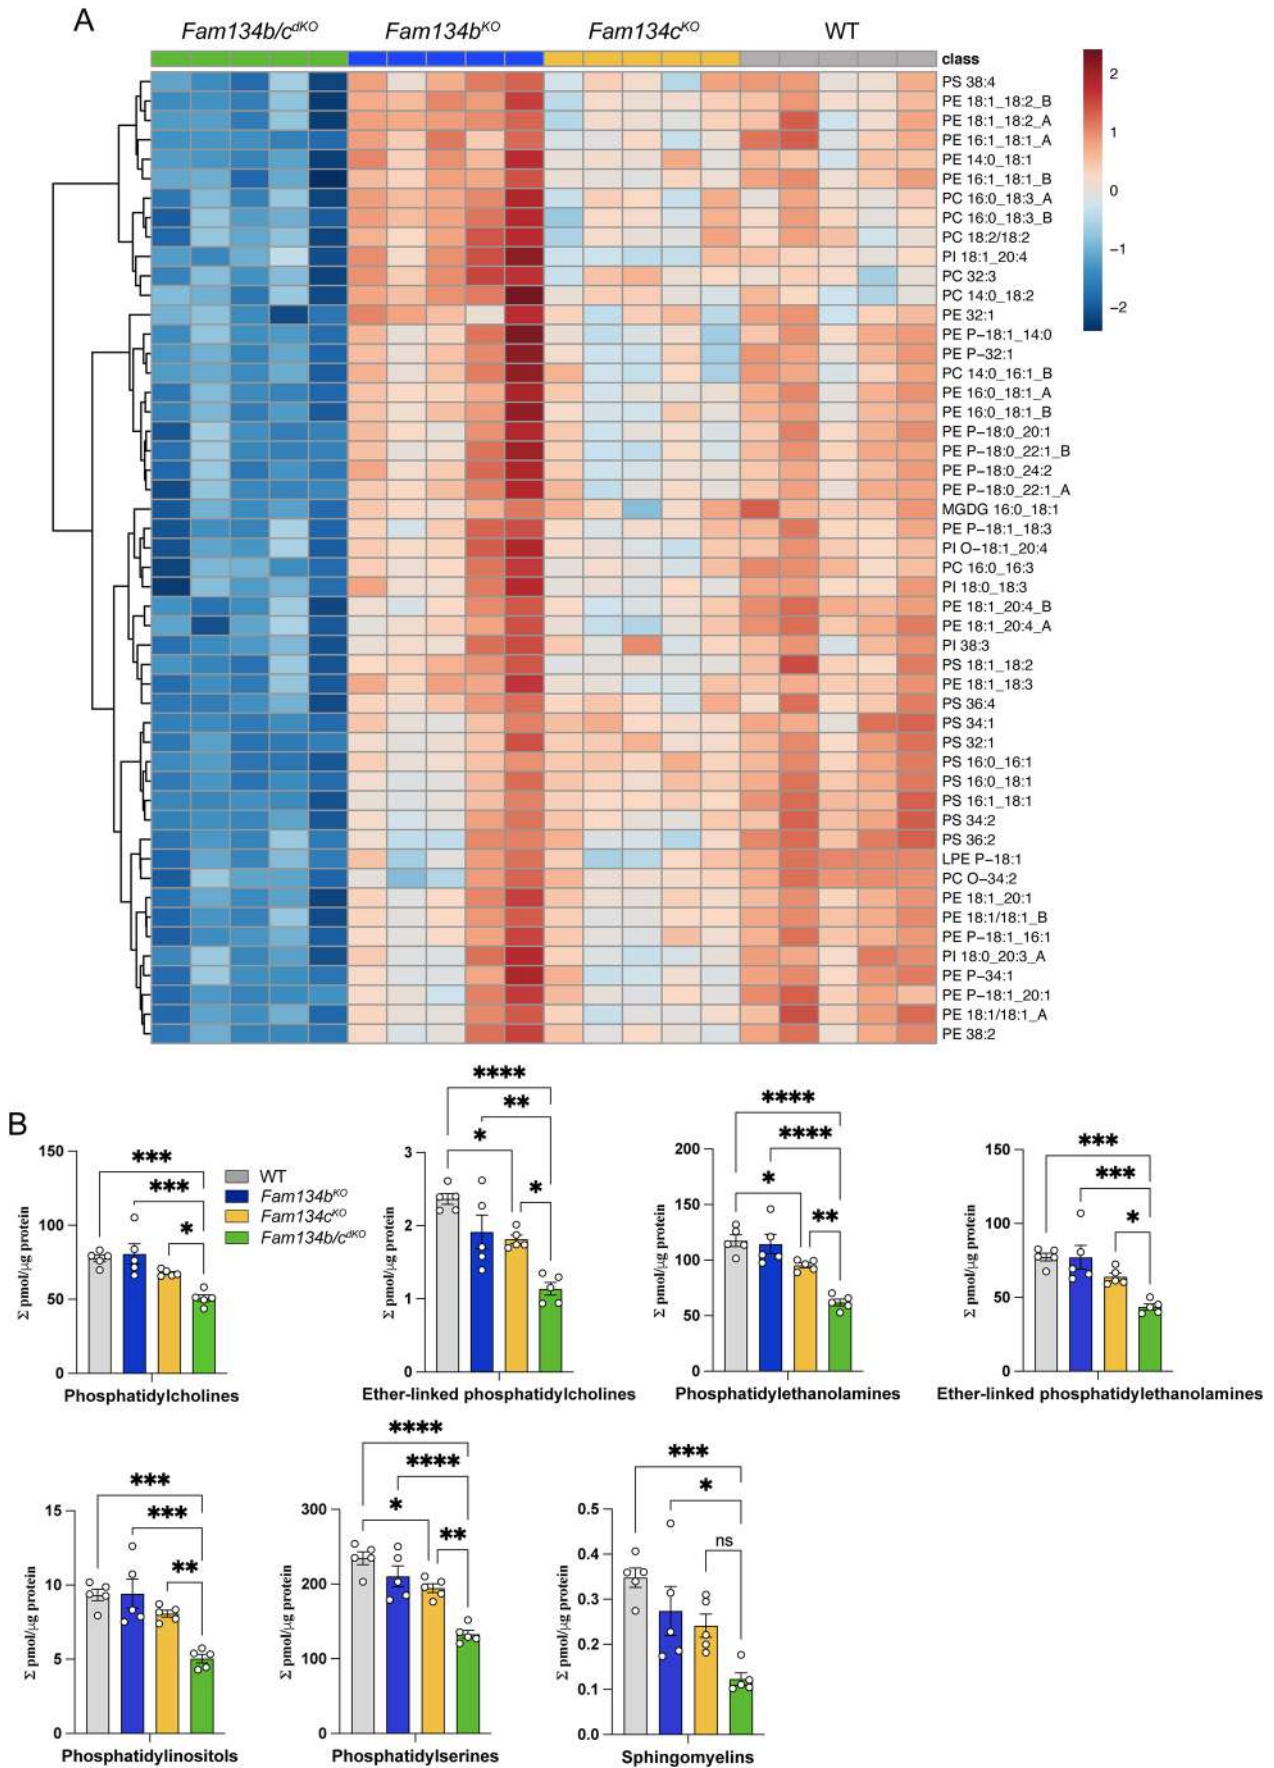 A
Fam134b/c^dKO Fam134b^KO Fam134c^KO WT
class
PS 38:4
PE 18:1_18:2_B
PE 18:1_18:2_A
PE 16:1_18:1_A
PE 14:0_18:1
PE 16:1_18:1_B
PC 16:0_18:3_A
PC 16:0_18:3_B
PC 18:2/18:2
PI 18:1_20:4
PC 32:3
PC 14:0_18:2
PE 32:1
PE P−18:1_14:0
PE P−32:1
PC 14:0_16:1_B
PE 16:0_18:1_A
PE 16:0_18:1_B
PE P−18:0_20:1
PE P−18:0_22:1_B
PE P−18:0_24:2
PE P−18:0_22:1_A
MGDG 16:0_18:1
PE P−18:1_18:3
PI O−18:1_20:4
PC 16:0_16:3
PI 18:0_18:3
PE 18:1_20:4_B
PE 18:1_20:4_A
PI 38:3
PS 18:1_18:2
PE 18:1_18:3
PS 36:4
PS 34:1
PS 32:1
PS 16:0_16:1
PS 16:0_18:1
PS 16:1_18:1
PS 34:2
PS 36:2
LPE P−18:1
PC O−34:2
PE 18:1_20:1
PE 18:1/18:1_B
PE P−18:1_16:1
PI 18:0_20:3_A
PE P−34:1
PE P−18:1_20:1
PE 18:1/18:1_A
PE 38:2
2
1
0
−1
−2
B
WT
Fam134b^KO
Fam134c^KO
Fam134b/c^dKO
Σ pmol/µg protein
150
100
50
0
***
***
*
Phosphatidylcholines
Σ pmol/µg protein
3
2
1
0
****
**
*
*
Ether-linked phosphatidylcholines
Σ pmol/µg protein
200
150
100
50
0
****
****
*
**
Phosphatidylethanolamines
Σ pmol/µg protein
150
100
50
0
***
***
*
Ether-linked phosphatidylethanolamines
Σ pmol/µg protein
15
10
5
0
***
***
**
Phosphatidylinositols
Σ pmol/µg protein
300
200
100
0
****
****
*
**
Phosphatidylserines
Σ pmol/µg protein
0.5
0.4
0.3
0.2
0.1
0.0
***
*
ns
Sphingomyelins